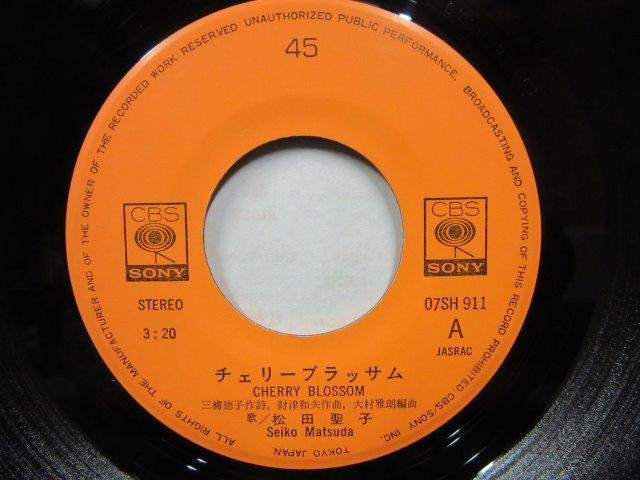 ALL RIGHTS OF THE MANUFACTURER AND OF THE OWNER OF THE RECORDED WORK RESERVED UNAUTHORIZED PUBLIC PERFORMANCE, BROADCASTING AND COPYING OF THIS RECORD PROHIBITED CBS/SONY INC. TOKYO JAPAN.
45
CBS
SONY
CBS
SONY
STEREO
3:20
07SH 911
A
JASRAC
チェリーブラッサム
CHERRY BLOSSOM
三浦徳子作詩, 財津和夫作曲, 大村雅朗編曲
歌/松田聖子
Seiko Matsuda